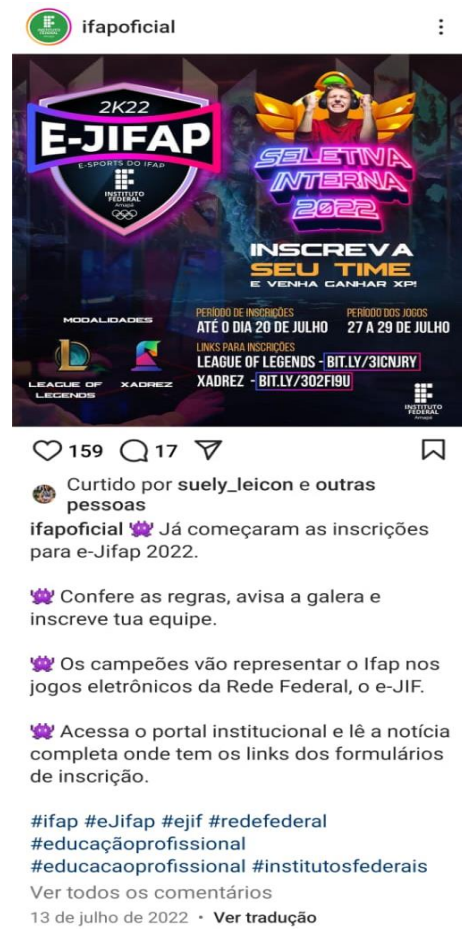 ifapoficial
2K22
E-JIFAP
E-SPORTS DO IFAP
INSTITUTO
FEDERAL
Amapá
SELETIVA
INTERNA
2022
INSCREVA
SEU TIME
E VENHA GANHAR XP!
MODALIDADES
LEAGUE OF
LEGENDS
XADREZ
PERÍODO DE INSCRIÇÕES
ATÉ O DIA 20 DE JULHO
PERÍODO DOS JOGOS
27 A 29 DE JULHO
LINKS PARA INSCRIÇÕES
LEAGUE OF LEGENDS - BIT.LY/3ICNJRY
XADREZ - BIT.LY/3O2FI9U
INSTITUTO
FEDERAL
Amapá
159 17
Curtido por suely_leicon e outras
pessoas
ifapoficial 👾 Já começaram as inscrições
para e-Jifap 2022.
👾 Confere as regras, avisa a galera e
inscreve tua equipe.
👾 Os campeões vão representar o Ifap nos
jogos eletrônicos da Rede Federal, o e-JIF.
👾 Acessa o portal institucional e lê a notícia
completa onde tem os links dos formulários
de inscrição.
#ifap #eJifap #ejif #redefederal
#educaçãoprofissional
#educacaoprofissional #institutosfederais
Ver todos os comentários
13 de julho de 2022 • Ver tradução